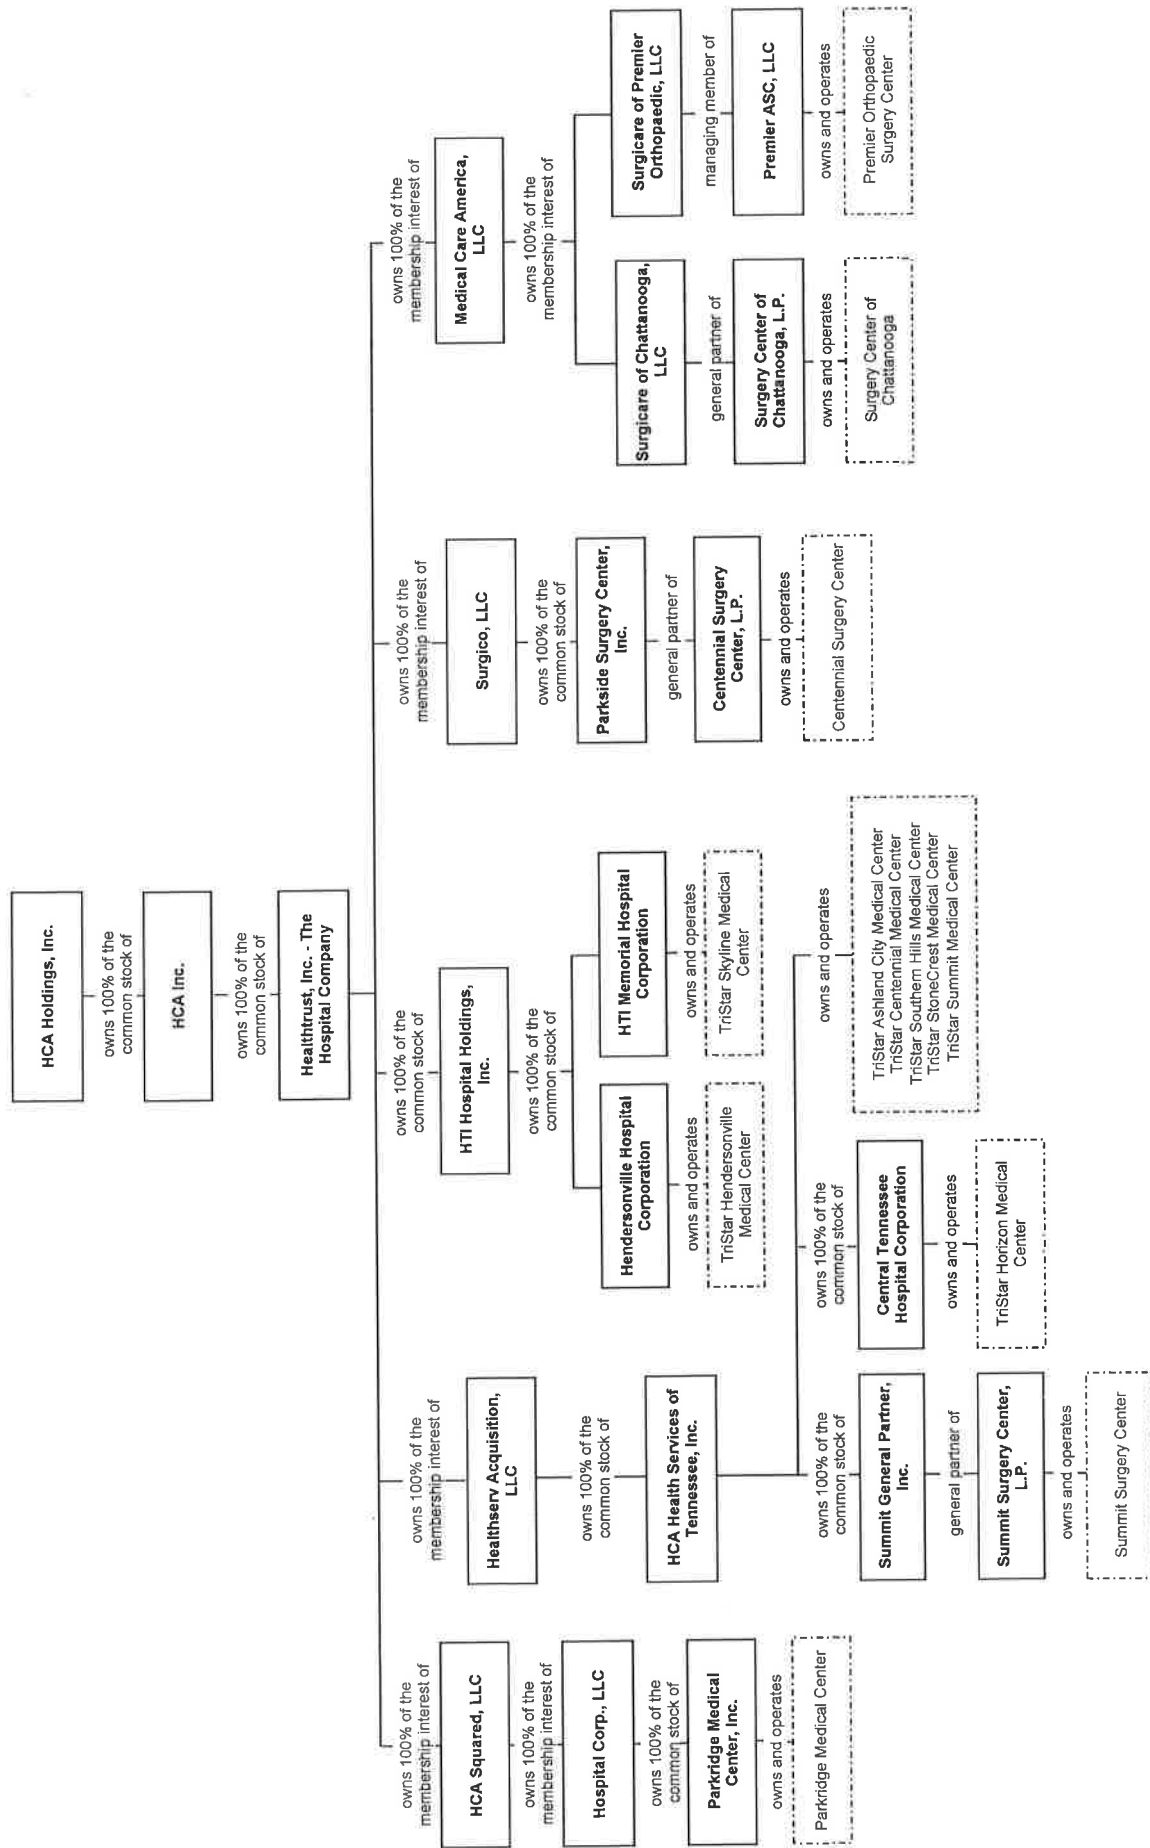 HCA Holdings, Inc.
owns 100% of the
common stock of
HCA Inc.
owns 100% of the
common stock of
Healthtrust, Inc. - The
Hospital Company
owns 100% of the
membership interest of
HCA Squared, LLC
owns 100% of the
membership interest of
Hospital Corp., LLC
owns 100% of the
common stock of
Parkridge Medical
Center, Inc.
owns and operates
Parkridge Medical Center
owns 100% of the
membership interest of
Healthserv Acquisition,
LLC
owns 100% of the
common stock of
HCA Health Services of
Tennessee, Inc.
owns 100% of the
common stock of
Summit General Partner,
Inc.
general partner of
Summit Surgery Center,
L.P.
owns and operates
Summit Surgery Center
owns 100% of the
common stock of
Central Tennessee
Hospital Corporation
owns and operates
TriStar Horizon Medical
Center
owns and operates
TriStar Ashland City Medical Center
TriStar Centennial Medical Center
TriStar Southern Hills Medical Center
TriStar StoneCrest Medical Center
TriStar Summit Medical Center
owns 100% of the
common stock of
HTI Hospital Holdings,
Inc.
owns 100% of the
common stock of
Hendersonville Hospital
Corporation
owns and operates
TriStar Hendersonville
Medical Center
HTI Memorial Hospital
Corporation
owns and operates
TriStar Skyline Medical
Center
owns 100% of the
membership interest of
Surgico, LLC
owns 100% of the
common stock of
Parkside Surgery Center,
Inc.
general partner of
Centennial Surgery
Center, L.P.
owns and operates
Centennial Surgery Center
owns 100% of the
membership interest of
Medical Care America,
LLC
owns 100% of the
membership interest of
Surgicare of Chattanooga,
LLC
general partner of
Surgery Center of
Chattanooga, L.P.
owns and operates
Surgery Center of
Chattanooga
Surgicare of Premier
Orthopaedic, LLC
managing member of
Premier ASC, LLC
owns and operates
Premier Orthopaedic
Surgery Center